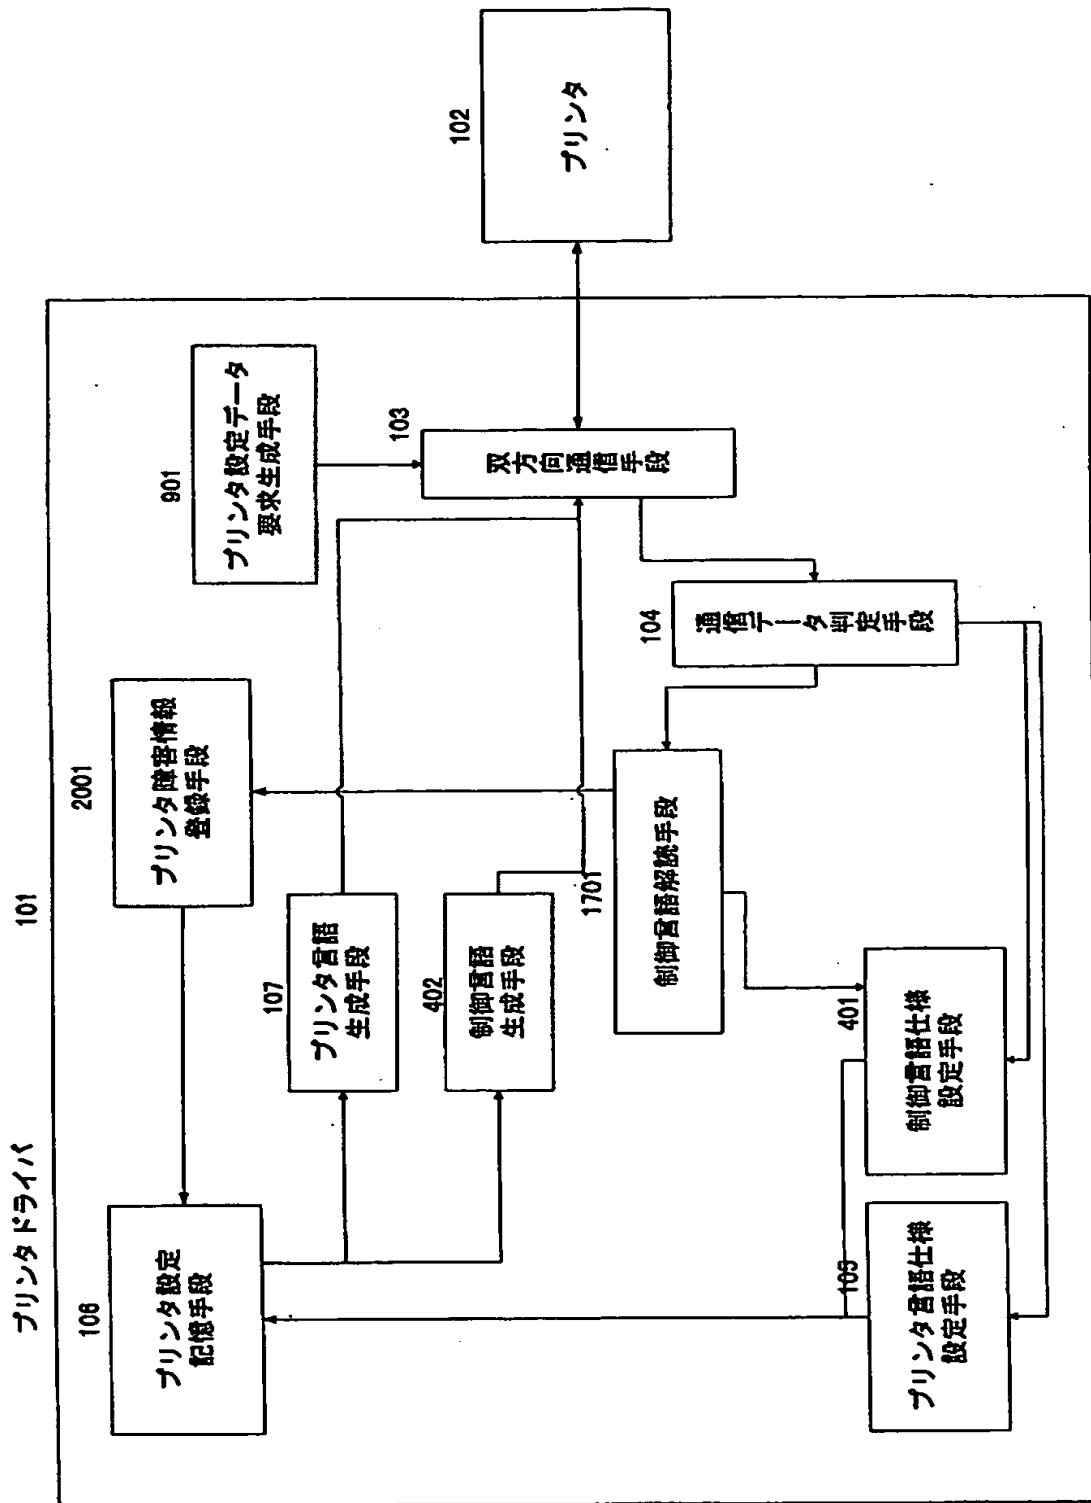 プリンタドライバ
101
106
プリンタ設定
記憶手段
2001
プリンタ障害情報
登録手段
901
プリンタ設定データ
要求生成手段
107
プリンタ言語
生成手段
402
制御言語
生成手段
103
双方向通信手段
102
プリンタ
1701
制御言語解読手段
104
通信データ判定手段
105
プリンタ言語仕様
設定手段
401
制御言語仕様
設定手段